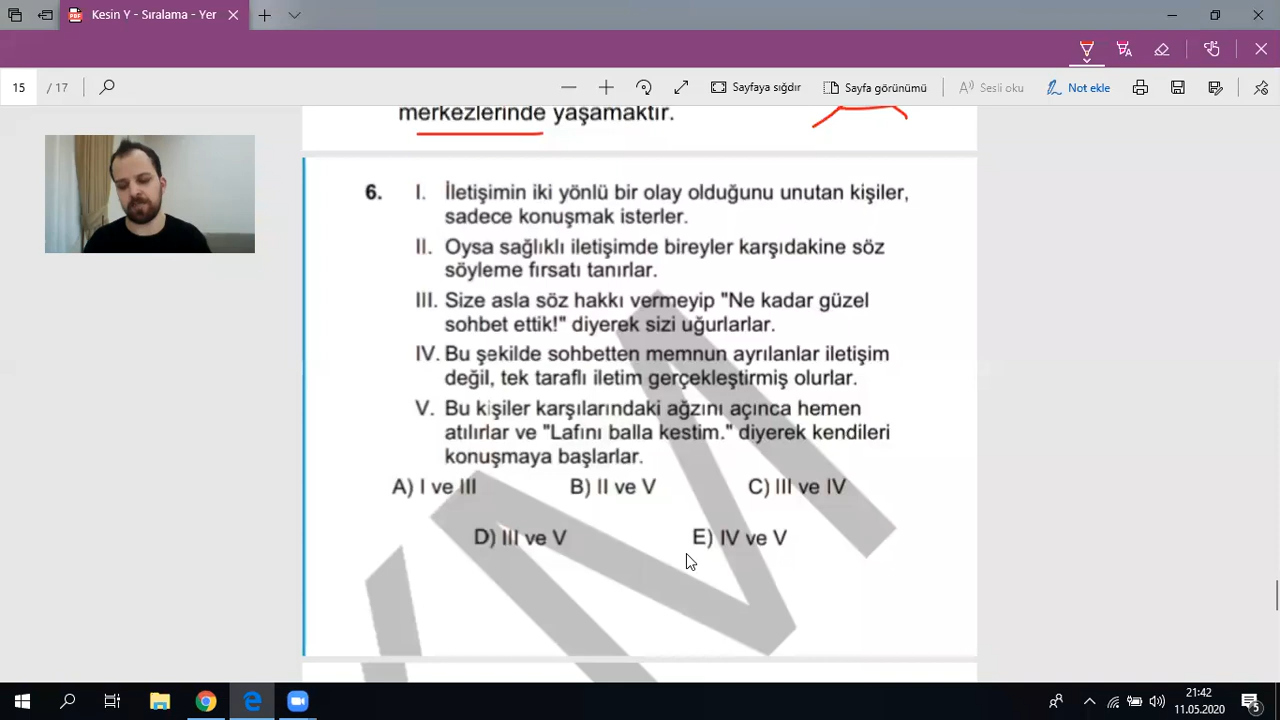 Kesin Y - Sıralama - Yer
15 / 17
Sayfaya sığdır
Sayfa görünümü
Sesli oku
Not ekle
merkezlerinde yaşamaktır.
6. I. İletişimin iki yönlü bir olay olduğunu unutan kişiler,
sadece konuşmak isterler.
II. Oysa sağlıklı iletişimde bireyler karşıdakine söz
söyleme fırsatı tanırlar.
III. Size asla söz hakkı vermeyip "Ne kadar güzel
sohbet ettik!" diyerek sizi uğurlarlar.
IV. Bu şekilde sohbetten memnun ayrılanlar iletişim
değil, tek taraflı iletim gerçekleştirmiş olurlar.
V. Bu kişiler karşılarındaki ağzını açınca hemen
atılırlar ve "Lafını balla kestim." diyerek kendileri
konuşmaya başlarlar.
A) I ve III B) II ve V C) III ve IV
D) III ve V E) IV ve V
21:42
11.05.2020
5